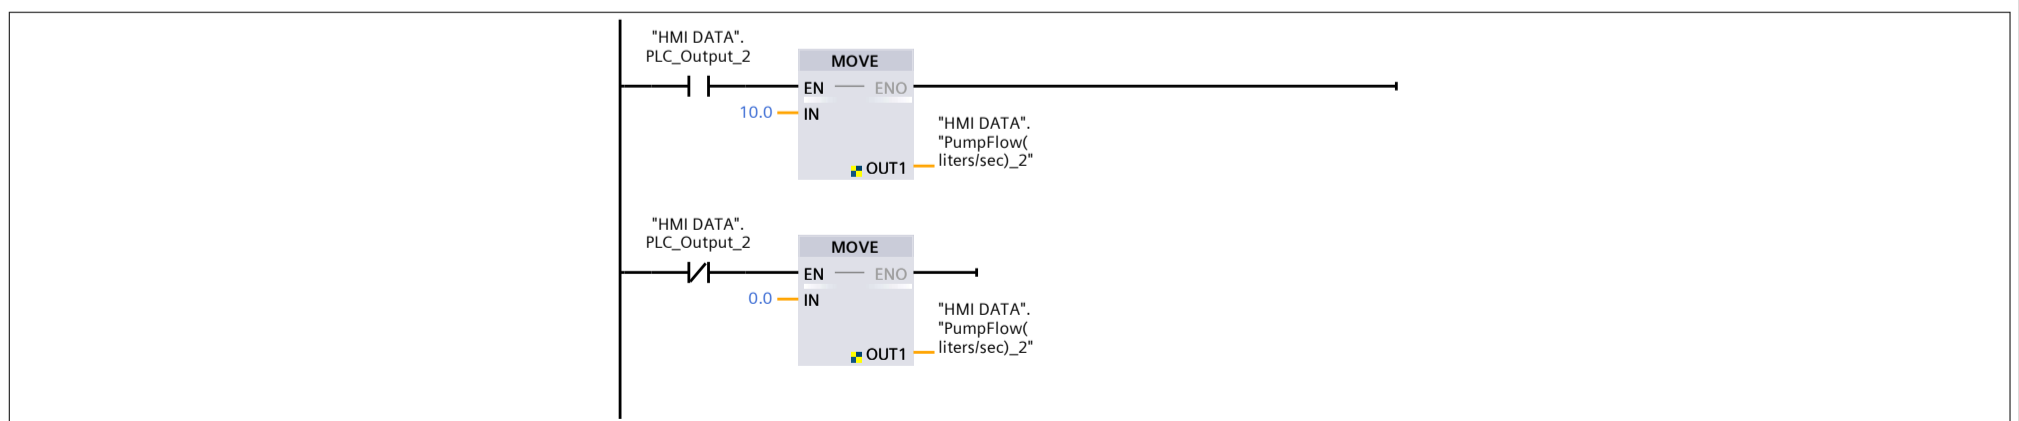 "HMI DATA".
PLC_Output_2
MOVE
EN
ENO
10.0
IN
"HMI DATA".
"PumpFlow(
liters/sec)_2"
OUT1
"HMI DATA".
PLC_Output_2
MOVE
EN
ENO
0.0
IN
"HMI DATA".
"PumpFlow(
liters/sec)_2"
OUT1